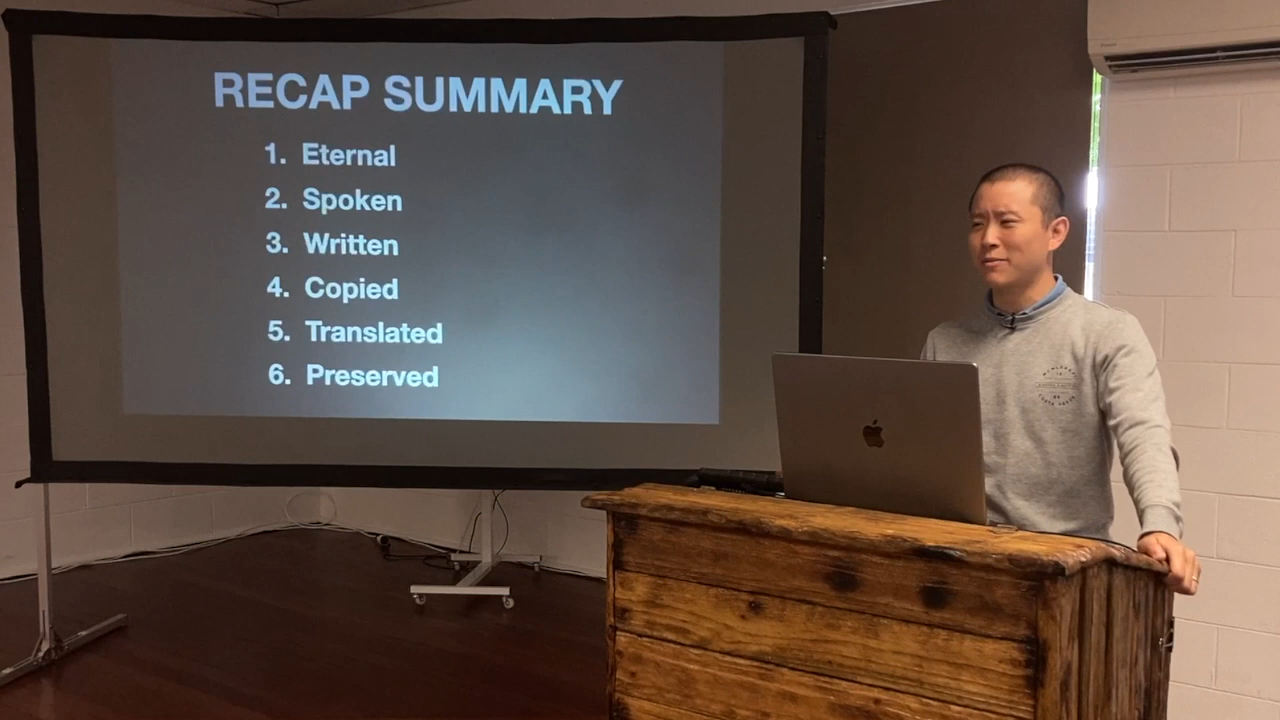 RECAP SUMMARY
1. Eternal
2. Spoken
3. Written
4. Copied
5. Translated
6. Preserved